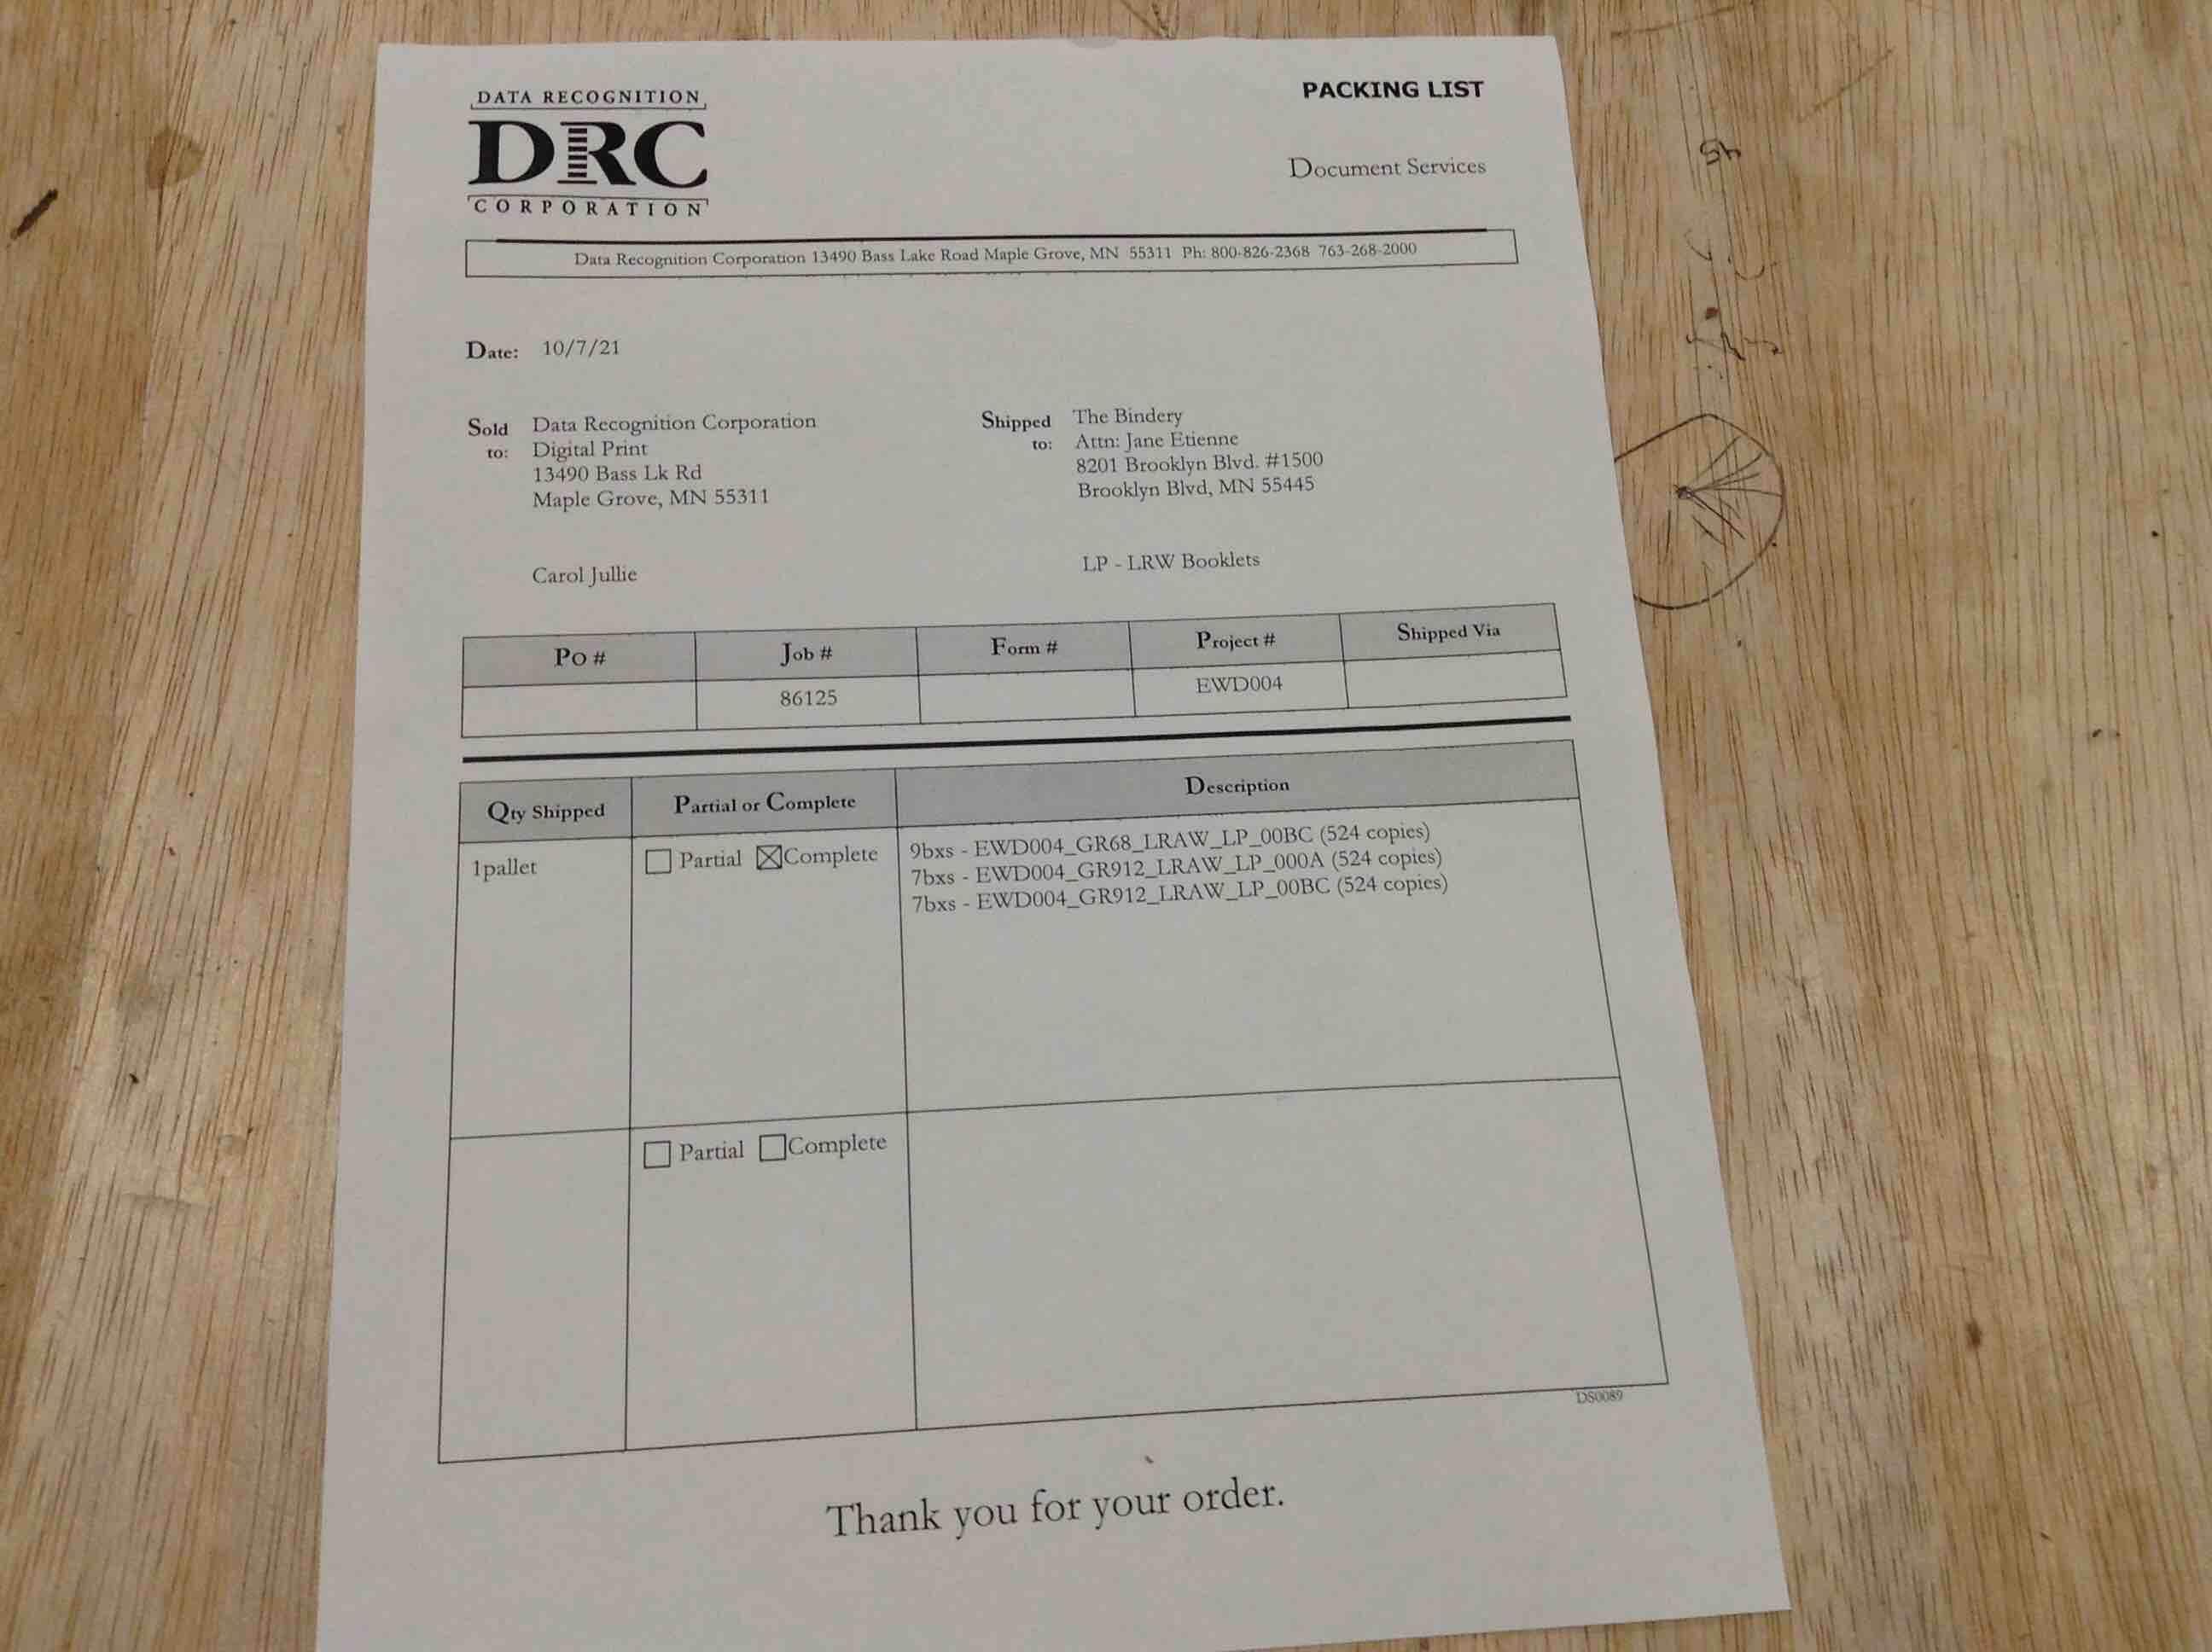 DATA RECOGNITION
DRC
CORPORATION
PACKING LIST
Document Services
Data Recognition Corporation 13490 Bass Lake Road Maple Grove, MN 55311 Ph: 800-826-2368 763-268-2000
Date: 10/7/21
Sold to:
Data Recognition Corporation
Digital Print
13490 Bass Lk Rd
Maple Grove, MN 55311
Carol Jullie
Shipped to:
The Bindery
Attn: Jane Etienne
8201 Brooklyn Blvd. #1500
Brooklyn Blvd, MN 55445
LP - LRW Booklets
PO # Job # Form # Project # Shipped Via
86125 EWD004
Qty Shipped Partial or Complete Description
1pallet Partial Complete
9bxs - EWD004_GR68_LRAW_LP_00BC (524 copies)
7bxs - EWD004_GR912_LRAW_LP_000A (524 copies)
7bxs - EWD004_GR912_LRAW_LP_00BC (524 copies)
Partial Complete
DS0089
Thank you for your order.